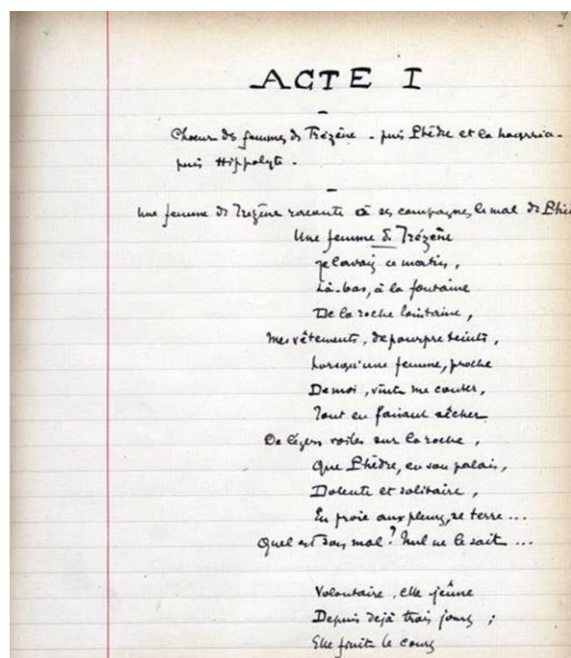 ACTE I
Choeur des femmes de Trézène - puis Phèdre et la nourrice -
puis Hippolyte -
Une femme de Trézène raconte à ses compagnes le mal de Phè
Une femme de Trézène
Je lavais ce matin,
Là-bas, à la fontaine
De la roche lointaine,
Mes vêtements, de pourpre teints,
Lorsqu'une femme, proche
De moi, vint me conter,
Tout en faisant sécher
De légers voiles sur la roche,
Que Phèdre, en son palais,
Dolente et solitaire,
En proie aux pleurs, se terre...
Quel est son mal? Nul ne le sait...
Volontaire, elle jeûne
Depuis déjà trois jours;
Elle finit le cours